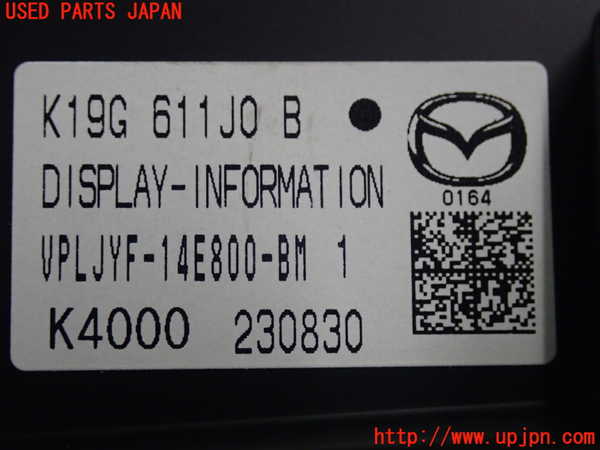 USED PARTS JAPAN
K19G 611J0 B
DISPLAY-INFORMATION
0164
VPLJYF-14E800-BM 1
K4000 230830
http://www.upjpn.com/